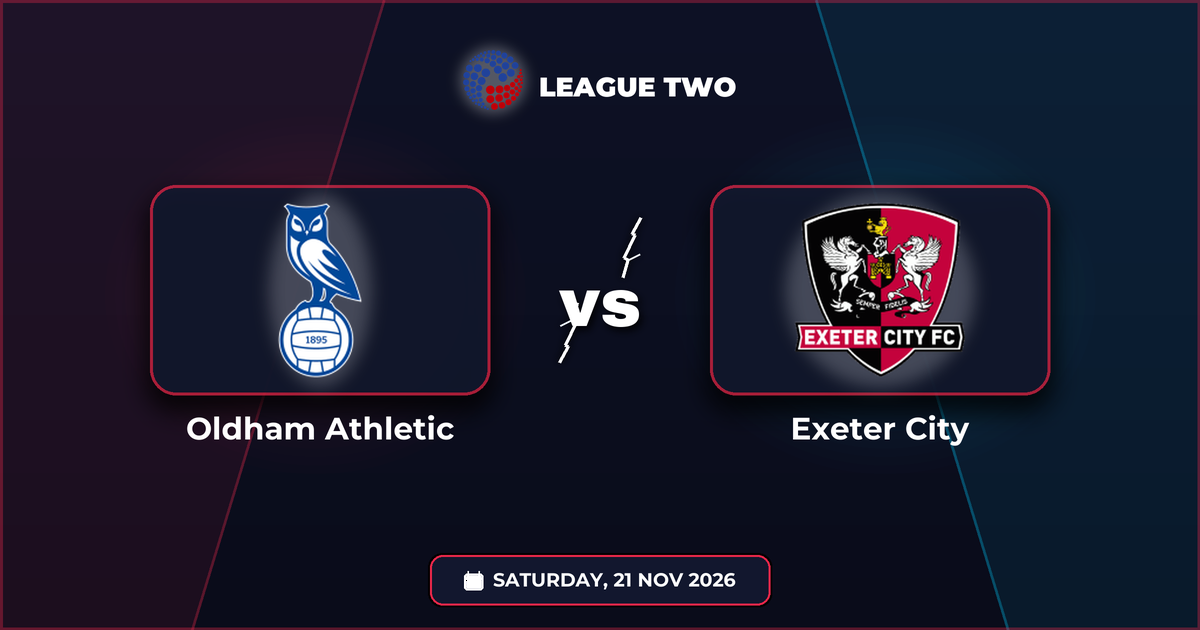 LEAGUE TWO
1895
SEMPER FIDELIS
EXETER CITY FC
vs
Oldham Athletic
Exeter City
SATURDAY, 21 NOV 2026